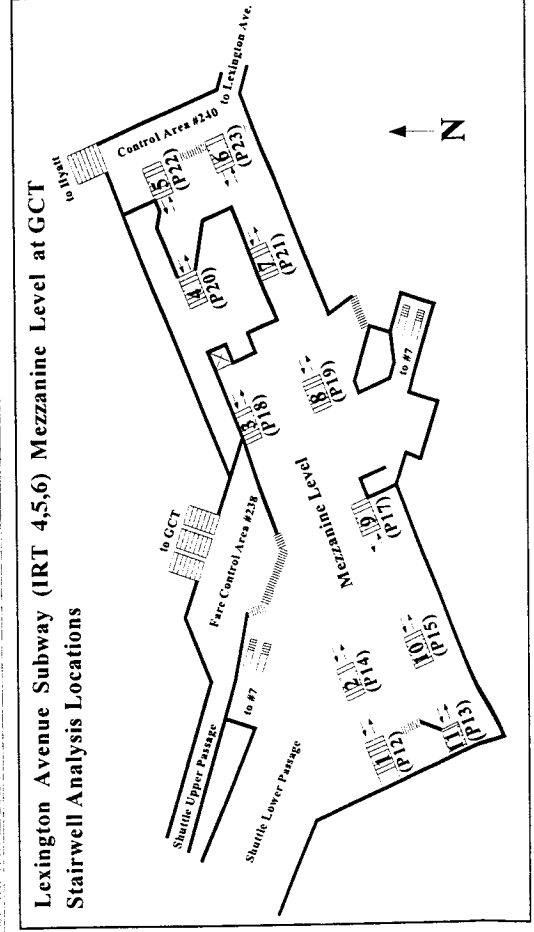 Lexington Avenue Subway (IRT 4,5,6) Mezzanine Level at GCT
Stairwell Analysis Locations
to Hyatt
Control Area #240
to Lexington Ave.
5
(P22)
6
(P23)
4
(P20)
7
(P21)
3
(P18)
8
(P19)
to GCT
Fare Control Area #238
Mezzanine Level
to #7
9
(P17)
to #7
Shuttle Upper Passage
Shuttle Lower Passage
2
(P14)
10
(P15)
1
(P12)
11
(P13)
N